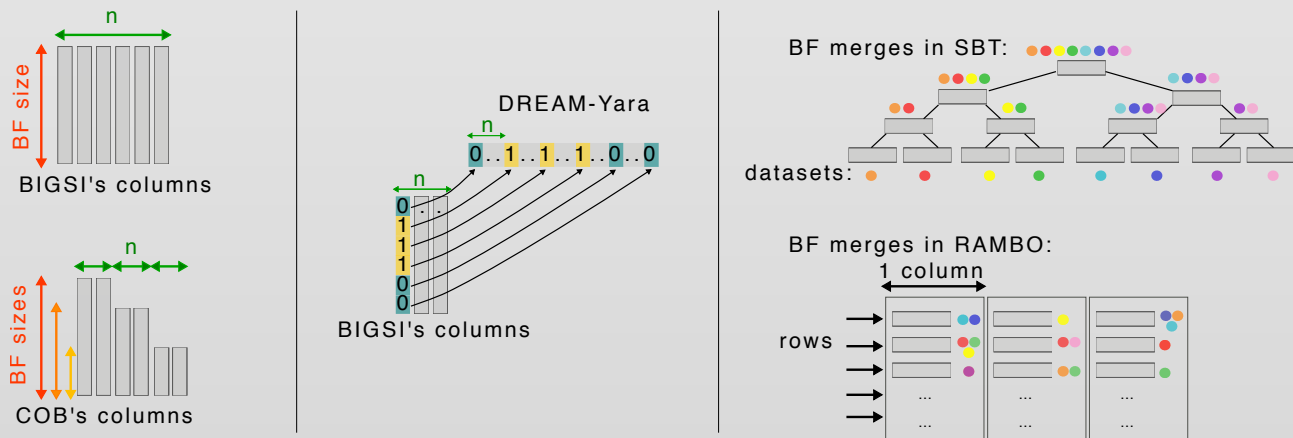 n
BF size
BIGSI's columns
n
BF sizes
COB's columns
DREAM-Yara
n
0..1..1..1..0..0
n
0 . .
1
1
1
0
0
BIGSI's columns
BF merges in SBT:
datasets:
BF merges in RAMBO:
1 column
rows
... ... ...
... ... ...